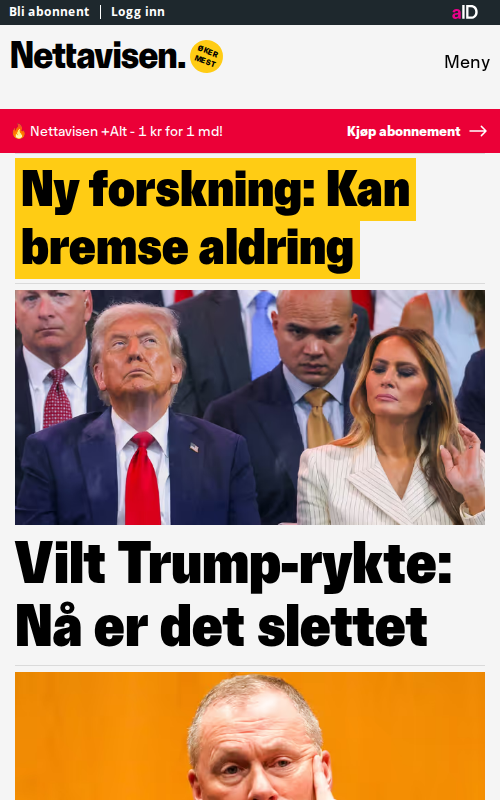 Bli abonnent
Logg inn
aID
Nettavisen.
ØKER
MEST
Meny
🔥 Nettavisen +Alt - 1 kr for 1 md!
Kjøp abonnement →
Ny forskning: Kan
bremse aldring
Vilt Trump-rykte:
Nå er det slettet